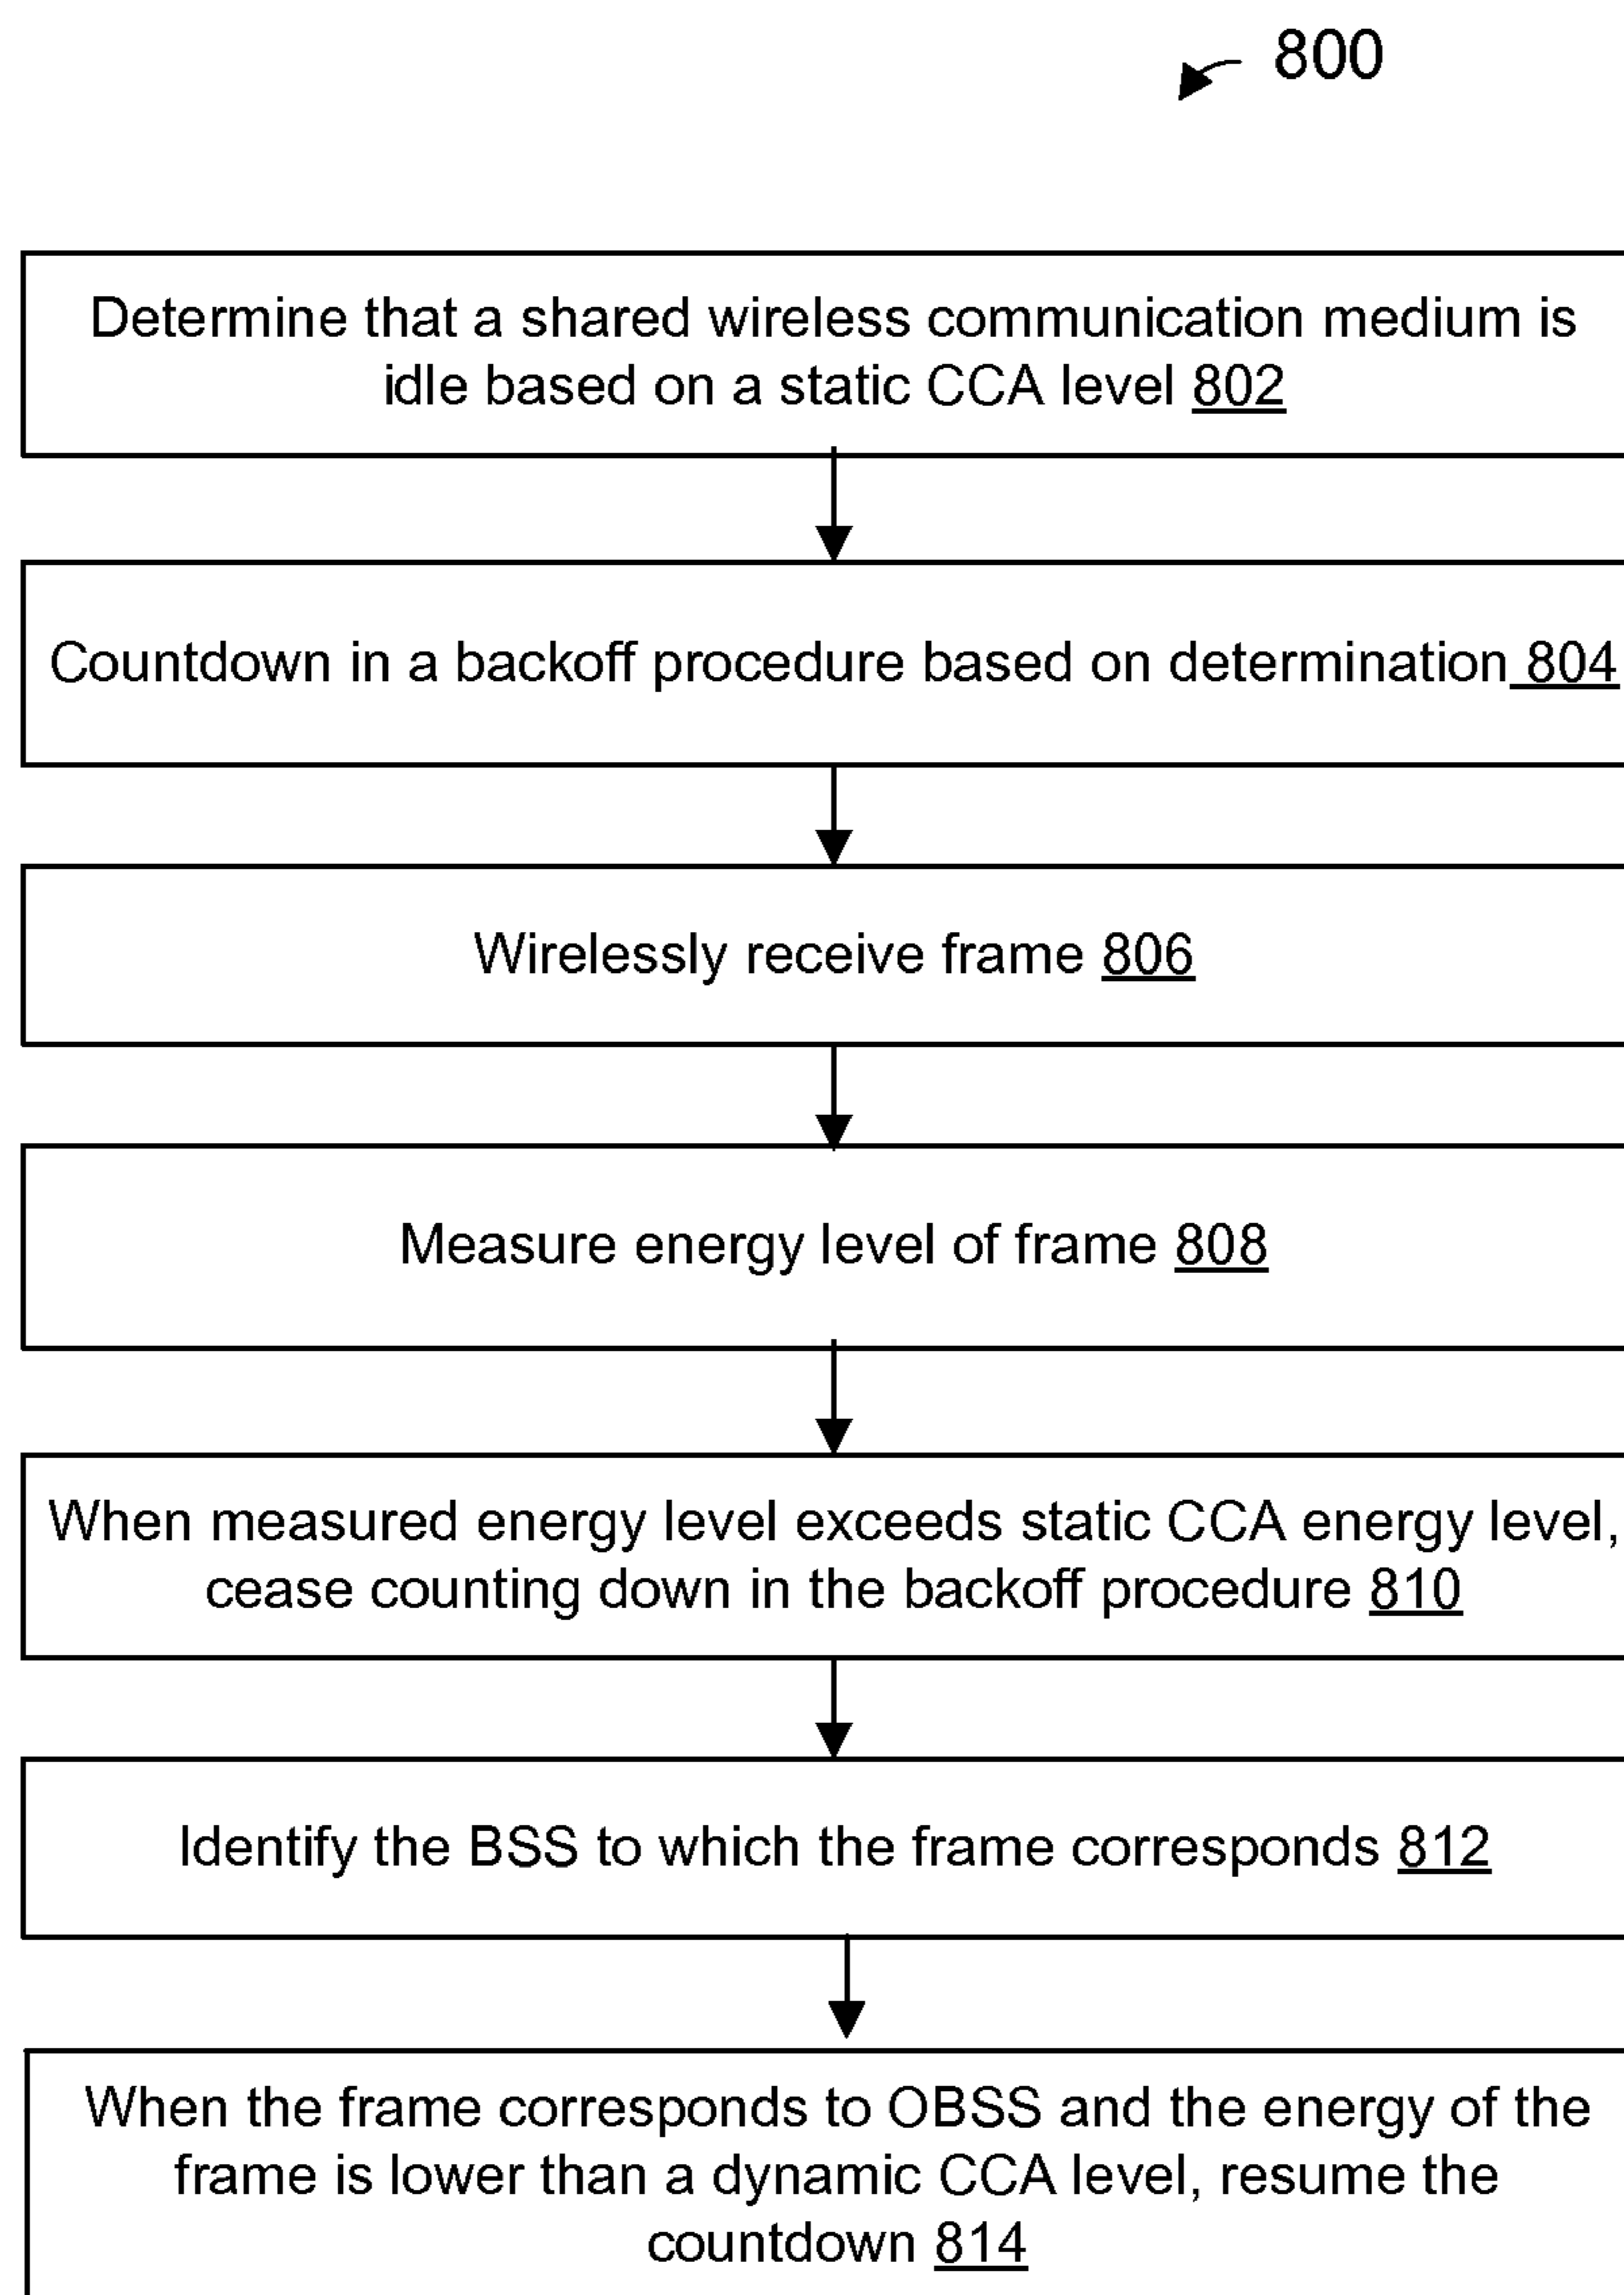 800
Determine that a shared wireless communication medium is
idle based on a static CCA level 802
Countdown in a backoff procedure based on determination 804
Wirelessly receive frame 806
Measure energy level of frame 808
When measured energy level exceeds static CCA energy level,
cease counting down in the backoff procedure 810
Identify the BSS to which the frame corresponds 812
When the frame corresponds to OBSS and the energy of the
frame is lower than a dynamic CCA level, resume the
countdown 814